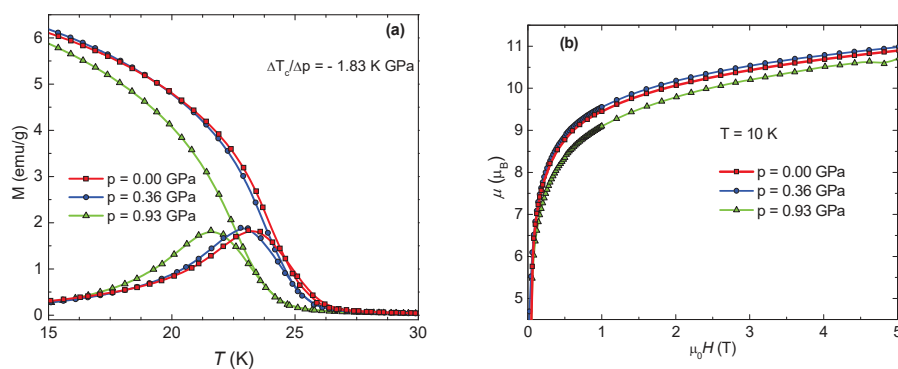 (a)
ΔT_c/Δp = - 1.83 K GPa
p = 0.00 GPa
p = 0.36 GPa
p = 0.93 GPa
M (emu/g)
6
5
4
3
2
1
0
15 20 25 30
T (K)
(b)
T = 10 K
p = 0.00 GPa
p = 0.36 GPa
p = 0.93 GPa
μ (μ_B)
11
10
9
8
7
6
5
0 1 2 3 4 5
μ₀H (T)